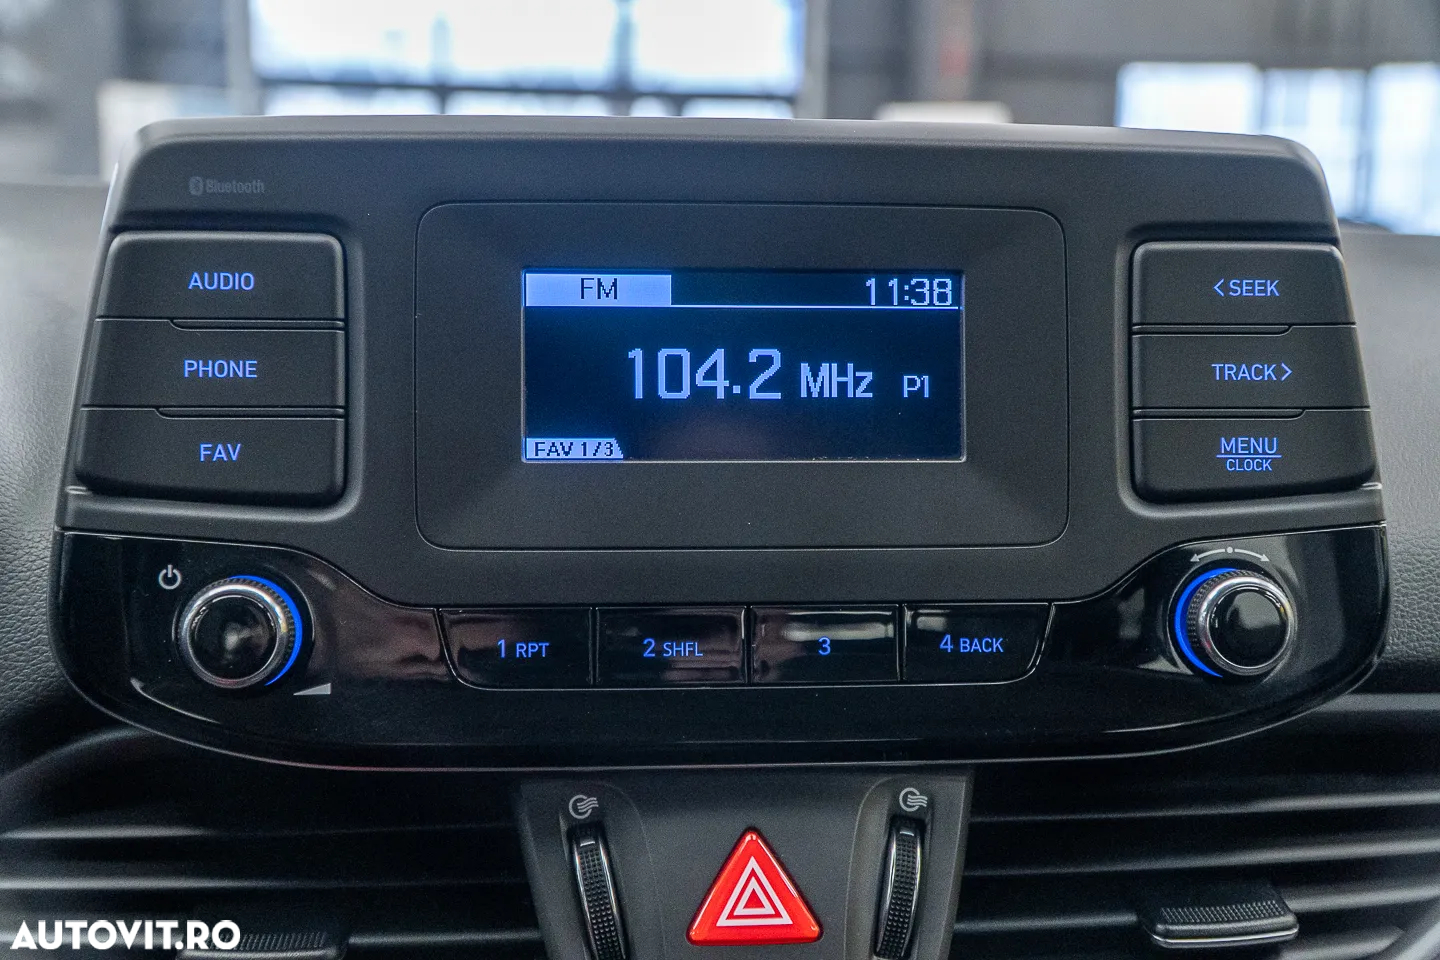 Bluetooth
AUDIO
PHONE
FAV
FM 11:38
104.2 MHz P1
FAV 1/3
<SEEK
TRACK>
MENU
CLOCK
1 RPT
2 SHFL
3
4 BACK
AUTOVIT.RO